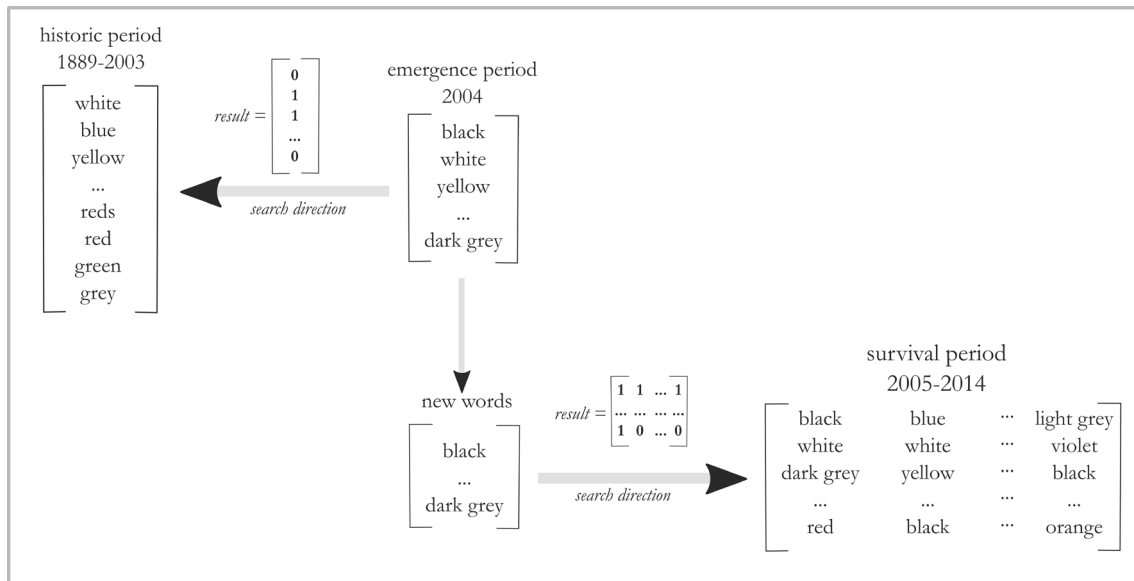 historic period
1889-2003
white
blue
yellow
...
reds
red
green
grey
result =
0
1
1
...
0
search direction
emergence period
2004
black
white
yellow
...
dark grey
new words
black
...
dark grey
result =
1 1 ... 1
... ... ... ...
1 0 ... 0
search direction
survival period
2005-2014
black blue ... light grey
white white ... violet
dark grey yellow ... black
... ... ... ...
red black ... orange